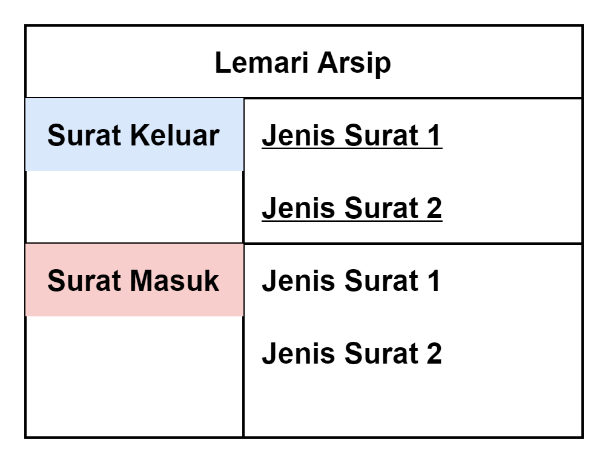 Lemari Arsip
Surat Keluar
Jenis Surat 1
Jenis Surat 2
Surat Masuk
Jenis Surat 1
Jenis Surat 2